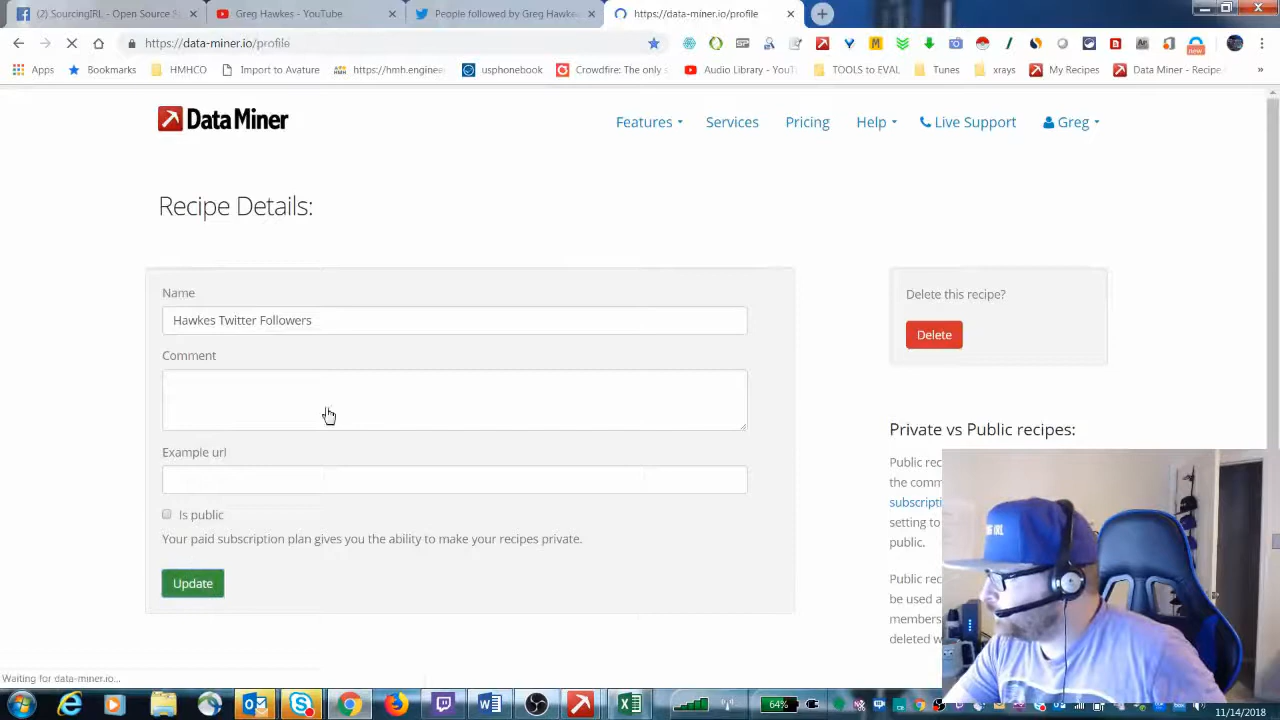 (2) SourcingIRL - Open Source S
Greg Hawkes - YouTube
People followed by Greg Hawke
https://data-miner.io/profile
https://data-miner.io/profile
new
Apps
Bookmarks
HMHCO
Import to Avature
https://hmh.engineer
usphonebook
Crowdfire: The only s
Audio Library - YouT
TOOLS to EVAL
Tunes
xrays
My Recipes
Data Miner - Recipe
Data Miner
Features
Services
Pricing
Help
Live Support
Greg
Recipe Details:
Name
Hawkes Twitter Followers
Comment
Example url
Is public
Your paid subscription plan gives you the ability to make your recipes private.
Update
Delete this recipe?
Delete
Private vs Public recipes:
Public rec
the comm
subscripti
setting to
public.
Public rec
be used a
members
deleted w
Waiting for data-miner.io...
64%
11/14/2018